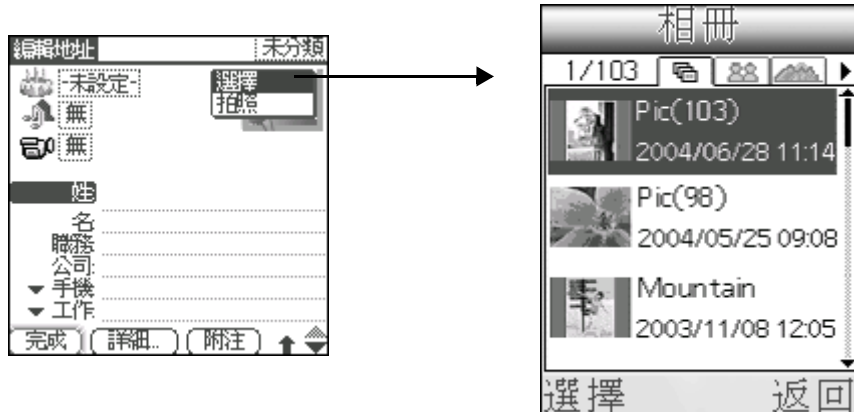 編輯地址 未分類
-未設定- 選擇
無 拍照
無
姓
名
職務
公司:
手機
工作
完成 詳細... 附注
相冊
1/103
Pic(103)
2004/06/28 11:14
Pic(98)
2004/05/25 09:08
Mountain
2003/11/08 12:05
選擇 返回